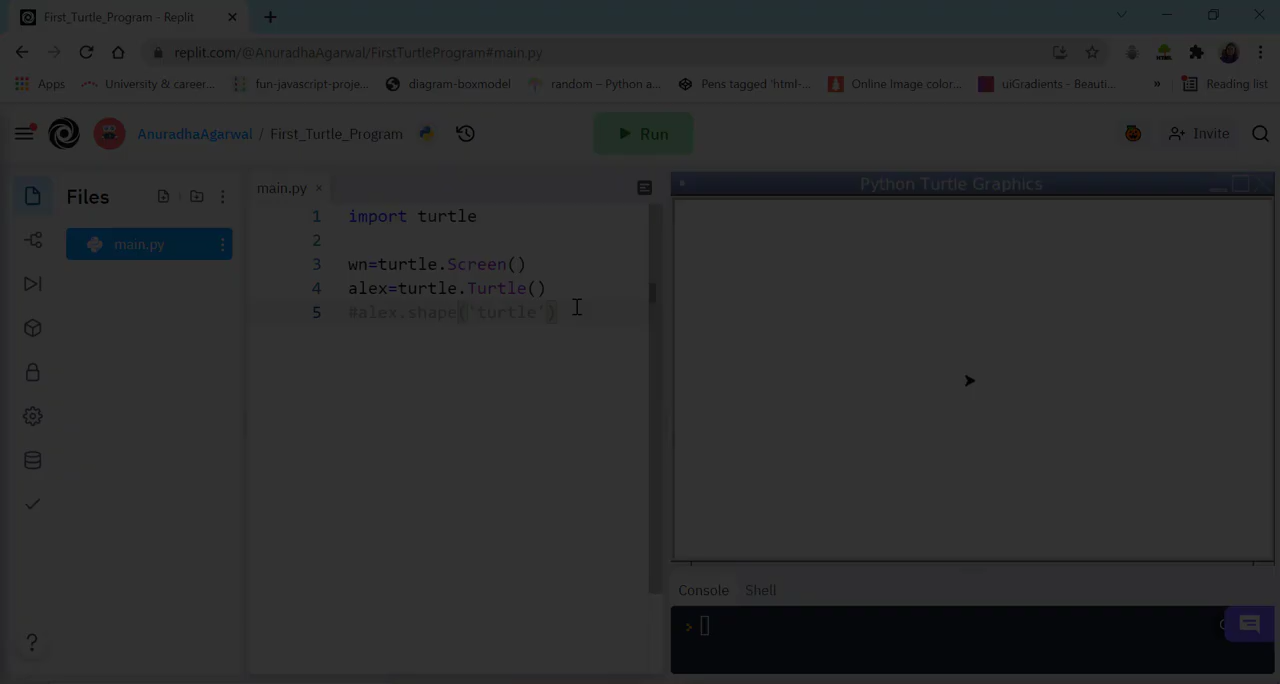 First_Turtle_Program - Replit
replit.com/@AnuradhaAgarwal/FirstTurtleProgram#main.py
Apps University & career... fun-javascript-proje... diagram-boxmodel random – Python a... Pens tagged 'html-... Online Image color... uiGradients - Beauti... » Reading list
AnuradhaAgarwal / First_Turtle_Program Run Invite
Files
main.py
main.py
1 import turtle
2
3 wn=turtle.Screen()
4 alex=turtle.Turtle()
5 #alex.shape('turtle')
Python Turtle Graphics
Console Shell
>
?